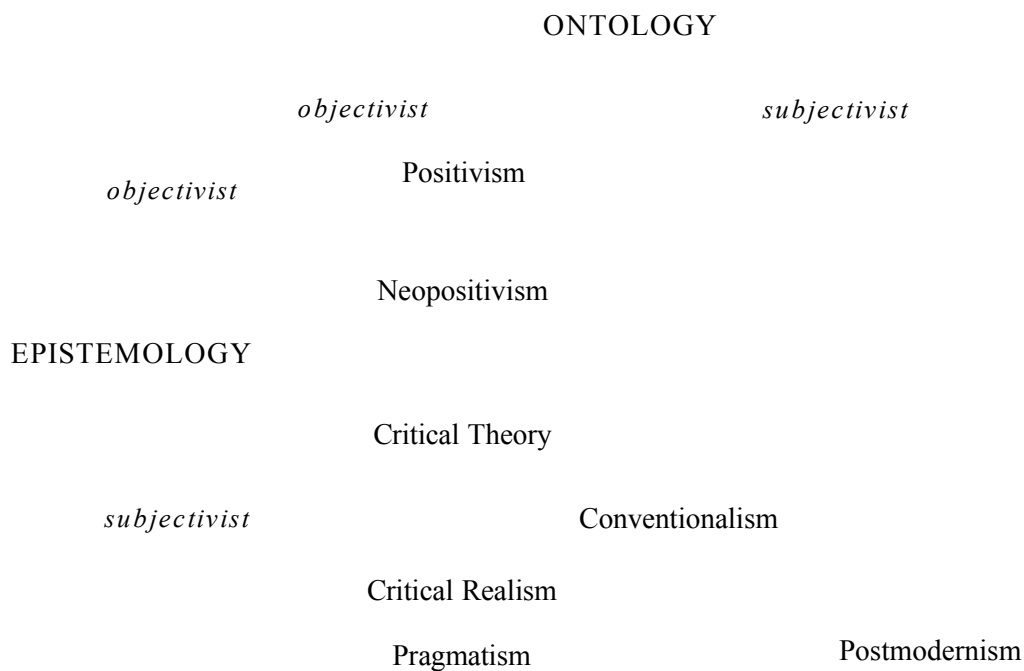 ONTOLOGY
objectivist subjectivist
Positivism
objectivist
Neopositivism
EPISTEMOLOGY
Critical Theory
subjectivist Conventionalism
Critical Realism
Pragmatism Postmodernism